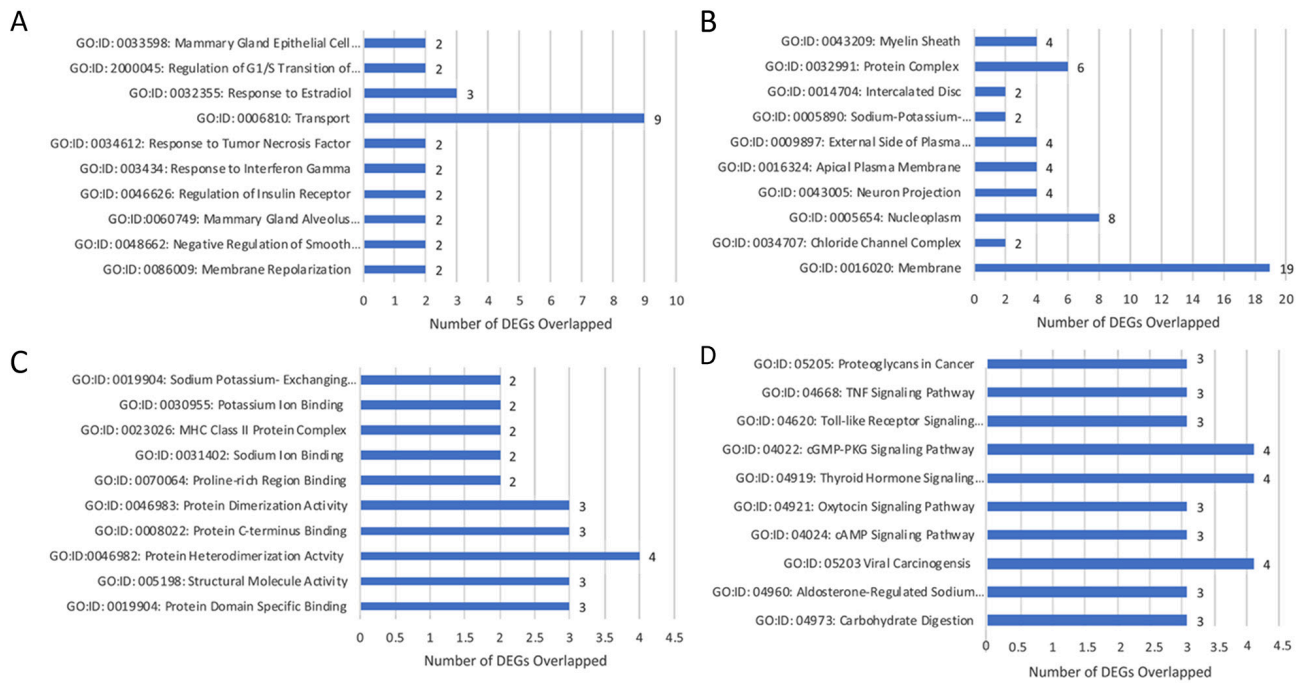 A
GO:ID: 0033598: Mammary Gland Epithelial Cell... 2
GO:ID: 2000045: Regulation of G1/S Transition of... 2
GO:ID: 0032355: Response to Estradiol 3
GO:ID: 0006810: Transport 9
GO:ID: 0034612: Response to Tumor Necrosis Factor 2
GO:ID: 003434: Response to Interferon Gamma 2
GO:ID: 0046626: Regulation of Insulin Receptor 2
GO:ID:0060749: Mammary Gland Alveolus... 2
GO:ID: 0048662: Negative Regulation of Smooth... 2
GO:ID: 0086009: Membrane Repolarization 2
0 1 2 3 4 5 6 7 8 9 10
Number of DEGs Overlapped
B
GO:ID: 0043209: Myelin Sheath 4
GO:ID: 0032991: Protein Complex 6
GO:ID: 0014704: Intercalated Disc 2
GO:ID: 0005890: Sodium-Potassium-... 2
GO:ID: 0009897: External Side of Plasma... 4
GO:ID: 0016324: Apical Plasma Membrane 4
GO:ID: 0043005: Neuron Projection 4
GO:ID: 0005654: Nucleoplasm 8
GO:ID: 0034707: Chloride Channel Complex 2
GO:ID: 0016020: Membrane 19
0 2 4 6 8 10 12 14 16 18 20
Number of DEGs Overlapped
C
GO:ID: 0019904: Sodium Potassium- Exchanging... 2
GO:ID: 0030955: Potassium Ion Binding 2
GO:ID: 0023026: MHC Class II Protein Complex 2
GO:ID: 0031402: Sodium Ion Binding 2
GO:ID: 0070064: Proline-rich Region Binding 2
GO:ID: 0046983: Protein Dimerization Activity 3
GO:ID: 0008022: Protein C-terminus Binding 3
GO:ID:0046982: Protein Heterodimerization Actvity 4
GO:ID: 005198: Structural Molecule Activity 3
GO:ID: 0019904: Protein Domain Specific Binding 3
0 0.5 1 1.5 2 2.5 3 3.5 4 4.5
Number of DEGs Overlapped
D
GO:ID: 05205: Proteoglycans in Cancer 3
GO:ID: 04668: TNF Signaling Pathway 3
GO:ID: 04620: Toll-like Receptor Signaling... 3
GO:ID: 04022: cGMP-PKG Signaling Pathway 4
GO:ID: 04919: Thyroid Hormone Signaling... 4
GO:ID: 04921: Oxytocin Signaling Pathway 3
GO:ID: 04024: cAMP Signaling Pathway 3
GO:ID: 05203 Viral Carcinogensis 4
GO:ID: 04960: Aldosterone-Regulated Sodium... 3
GO:ID: 04973: Carbohydrate Digestion 3
0 0.5 1 1.5 2 2.5 3 3.5 4 4.5
Number of DEGs Overlapped